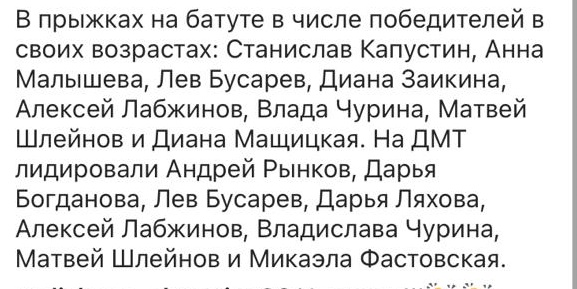 В прыжках на батуте в числе победителей в
своих возрастах: Станислав Капустин, Анна
Малышева, Лев Бусарев, Диана Заикина,
Алексей Лабжинов, Влада Чурина, Матвей
Шлейнов и Диана Мащицкая. На ДМТ
лидировали Андрей Рынков, Дарья
Богданова, Лев Бусарев, Дарья Ляхова,
Алексей Лабжинов, Владислава Чурина,
Матвей Шлейнов и Микаэла Фастовская.